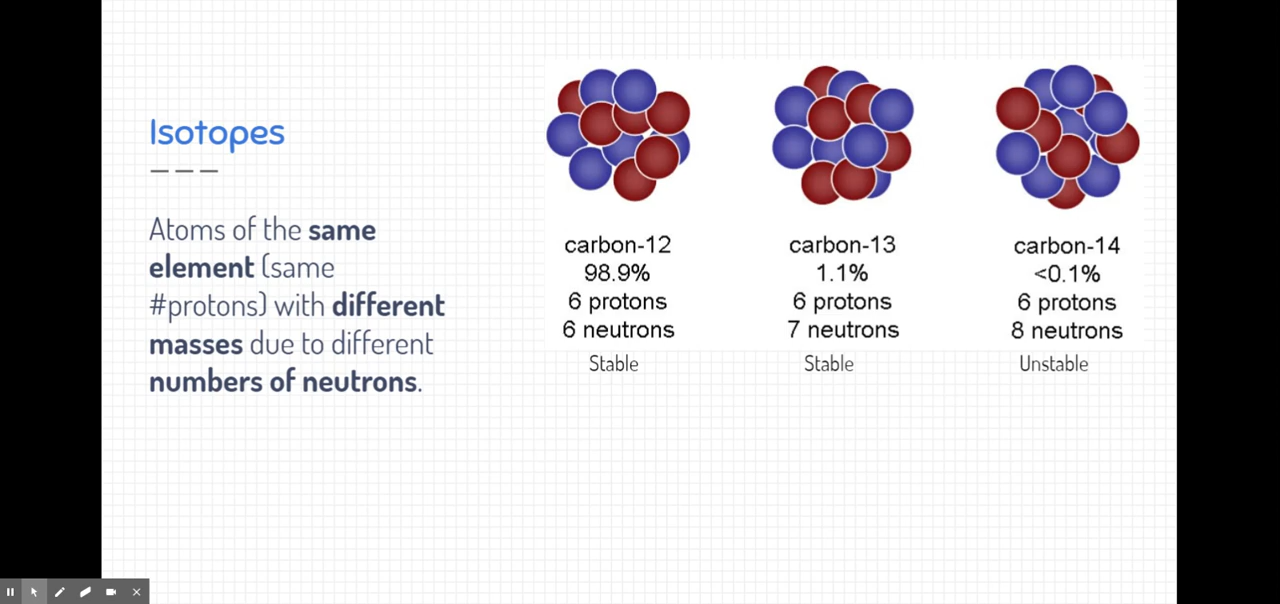 Isotopes
Atoms of the same
element (same
#protons) with different
masses due to different
numbers of neutrons.
carbon-12
98.9%
6 protons
6 neutrons
Stable
carbon-13
1.1%
6 protons
7 neutrons
Stable
carbon-14
<0.1%
6 protons
8 neutrons
Unstable